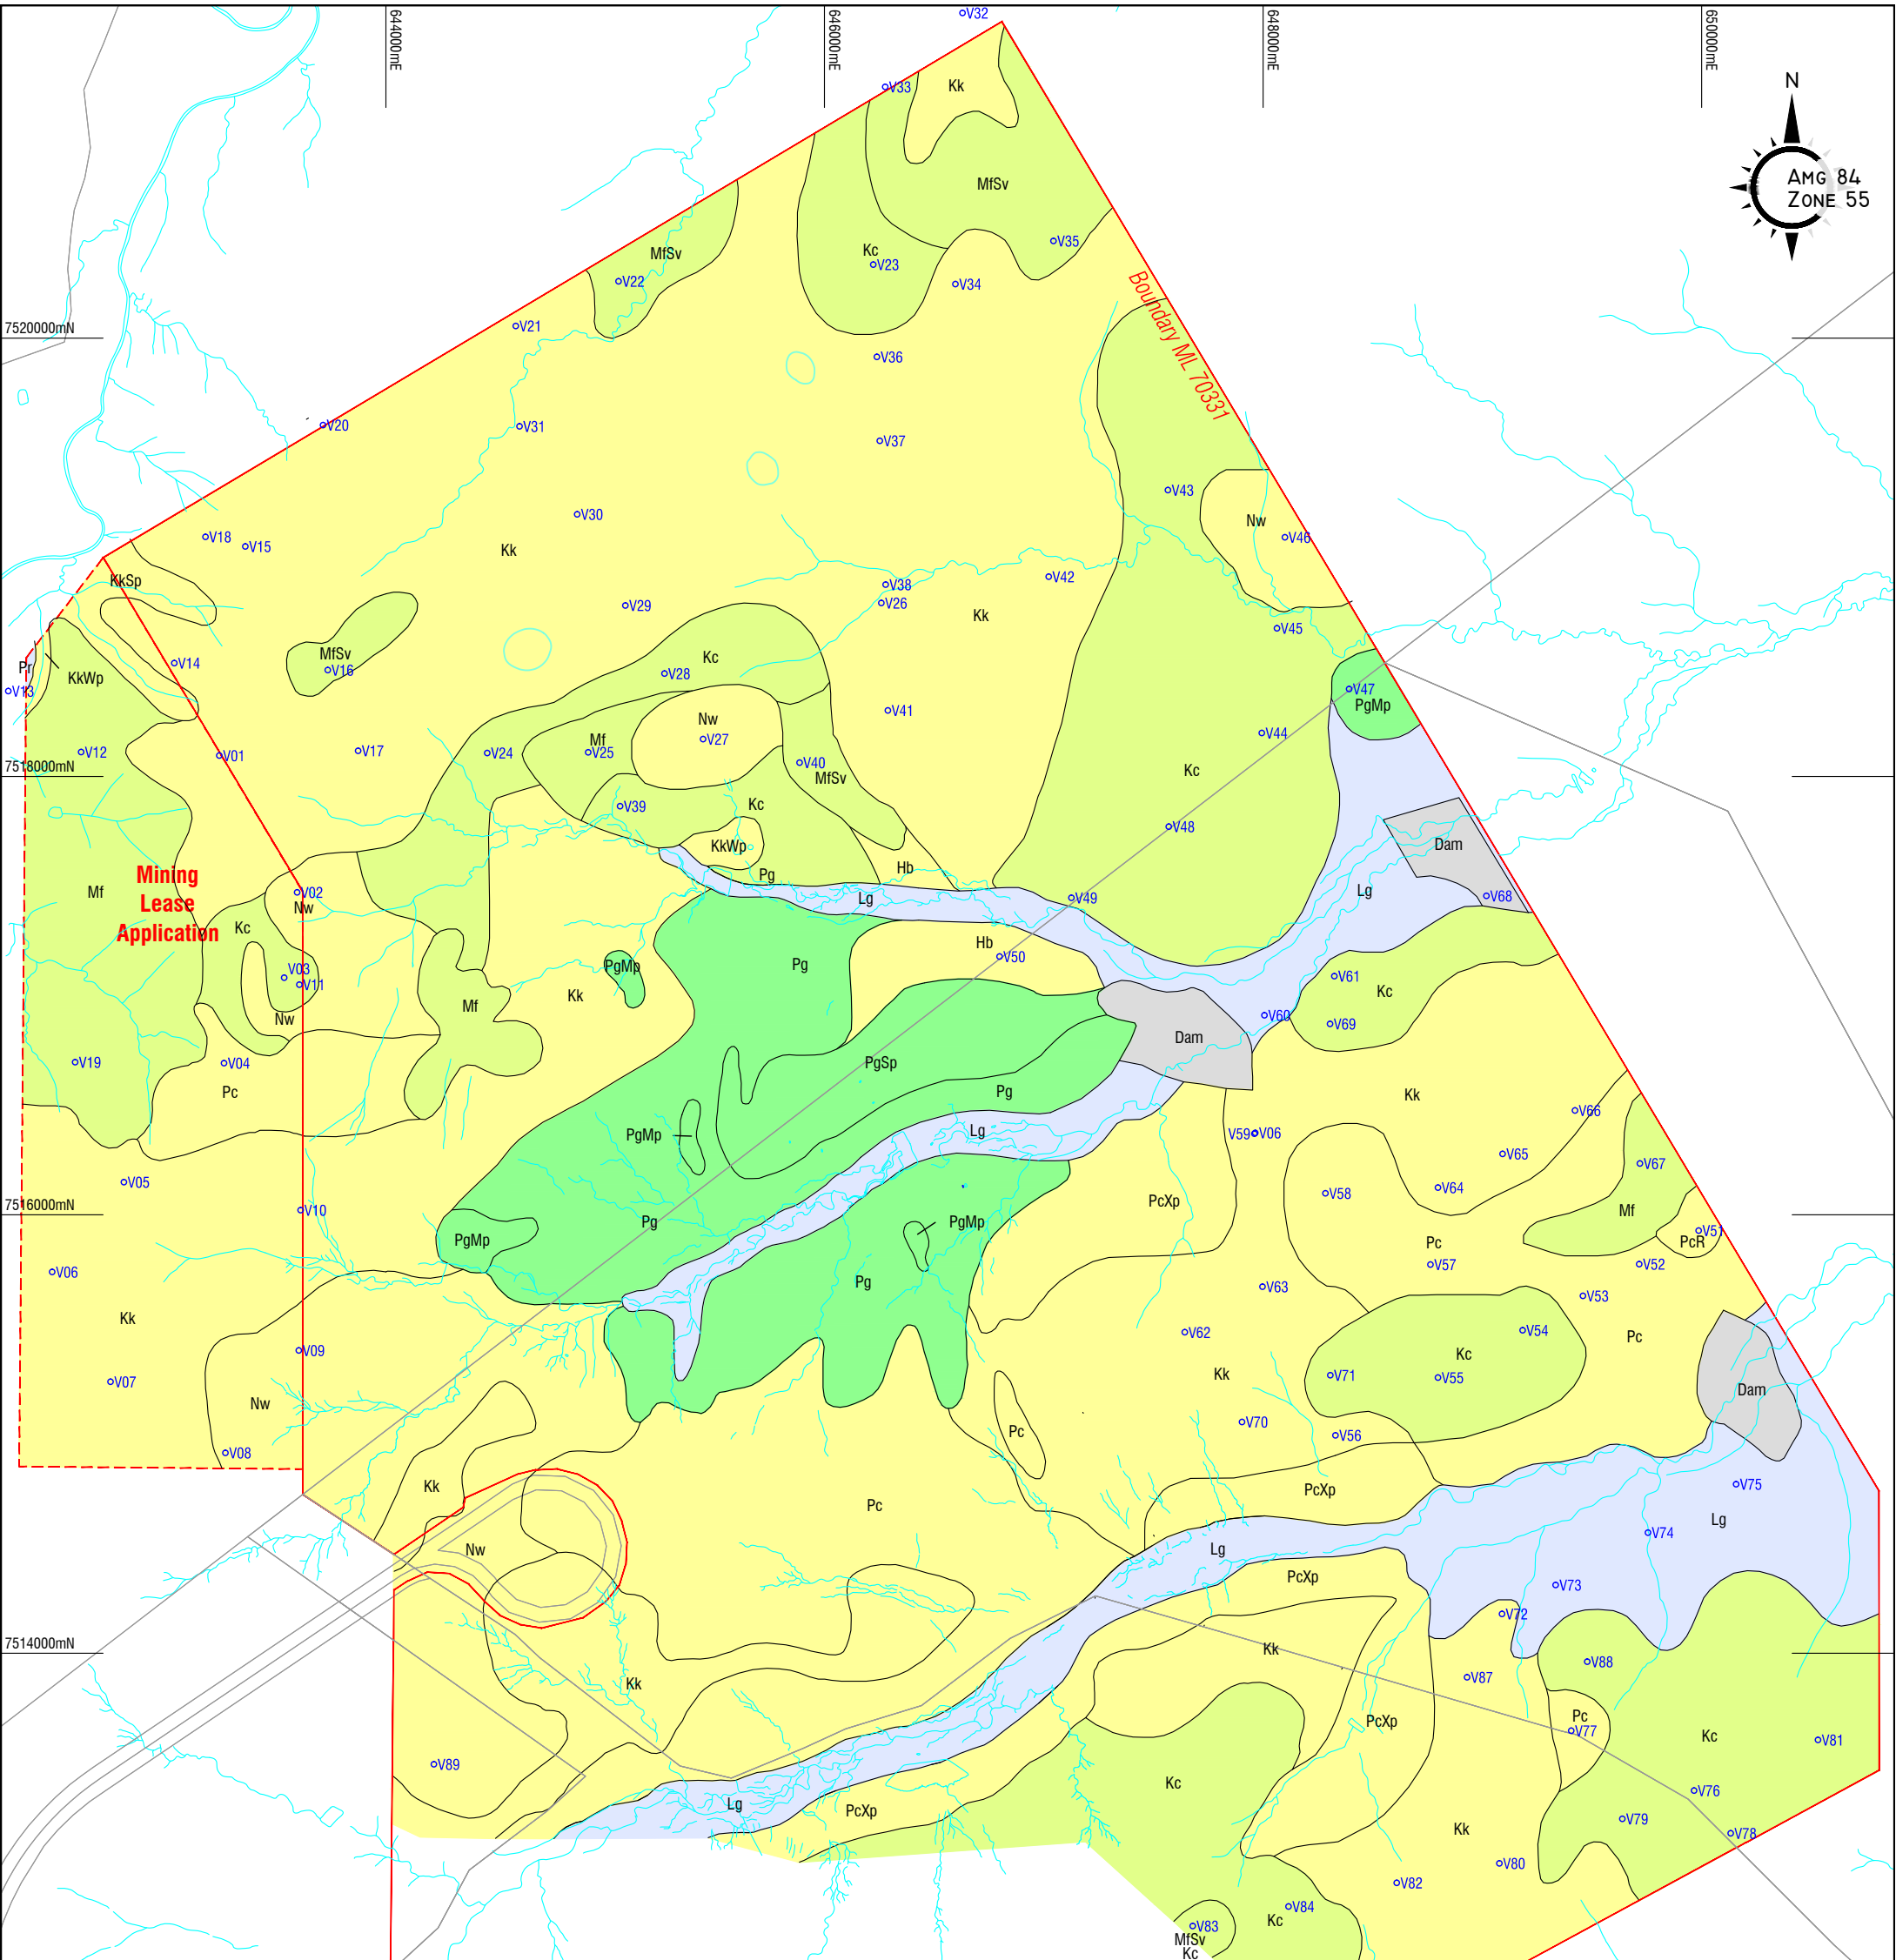 644000mE
646000mE
648000mE
650000mE
V32
N
AMG 84
ZONE 55
V33
Kk
MfSv
V35
Kc
V23
V34
MfSv
V22
Boundary ML 70331
7520000mN
V21
V36
V20
V31
V37
V43
V30
Nw
V46
V18
V15
Kk
KkSp
V38
V42
V26
V29
Kk
V45
MfSv
V16
Kc
V28
V14
Pr
KkWp
V13
V47
PgMp
V41
Nw
V27
V44
V12
V01
V17
V24
Mf
V25
V40
MfSv
Kc
7518000mN
V39
Kc
V48
KkWp
Dam
Pg
Hb
Mining
Lease
Application
Mf
V02
Nw
Lg
V49
Lg
V68
Kc
Hb
V50
V03
V11
PgMp
Pg
V61
Kc
Nw
Mf
Kk
V60
V69
Dam
V19
V04
Pc
PgSp
Pg
Kk
V66
PgMp
Lg
V59
V06
V65
V67
V05
V64
V58
PcXp
7516000mN
V10
Pg
PgMp
Mf
V51
PgMp
Pc
PcR
V57
V52
V06
Pg
V63
V53
Kk
V62
V54
Pc
V09
Kc
V07
Kk
V71
V55
Dam
Nw
V70
Pc
V56
V08
Kk
PcXp
V75
Pc
Lg
V74
Nw
Lg
PcXp
V73
V72
7514000mN
Kk
V88
Kk
V87
Pc
PcXp
V77
Kc
V81
V89
Kc
V76
Lg
PcXp
V79
Kk
V78
V80
V82
V84
Kc
V83
MfSv
Kc